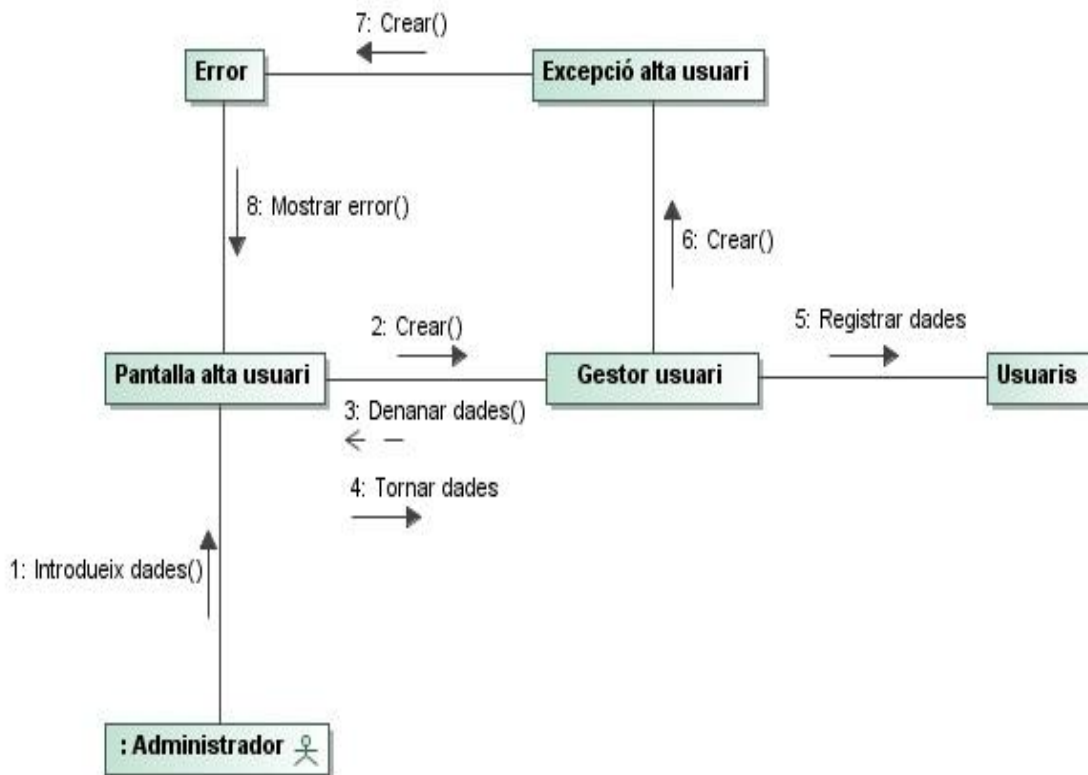 7: Crear()
Error
Excepció alta usuari
8: Mostrar error()
6: Crear()
2: Crear()
5: Registrar dades
Pantalla alta usuari
Gestor usuari
Usuaris
3: Denanar dades()
4: Tornar dades
1: Introdueix dades()
: Administrador